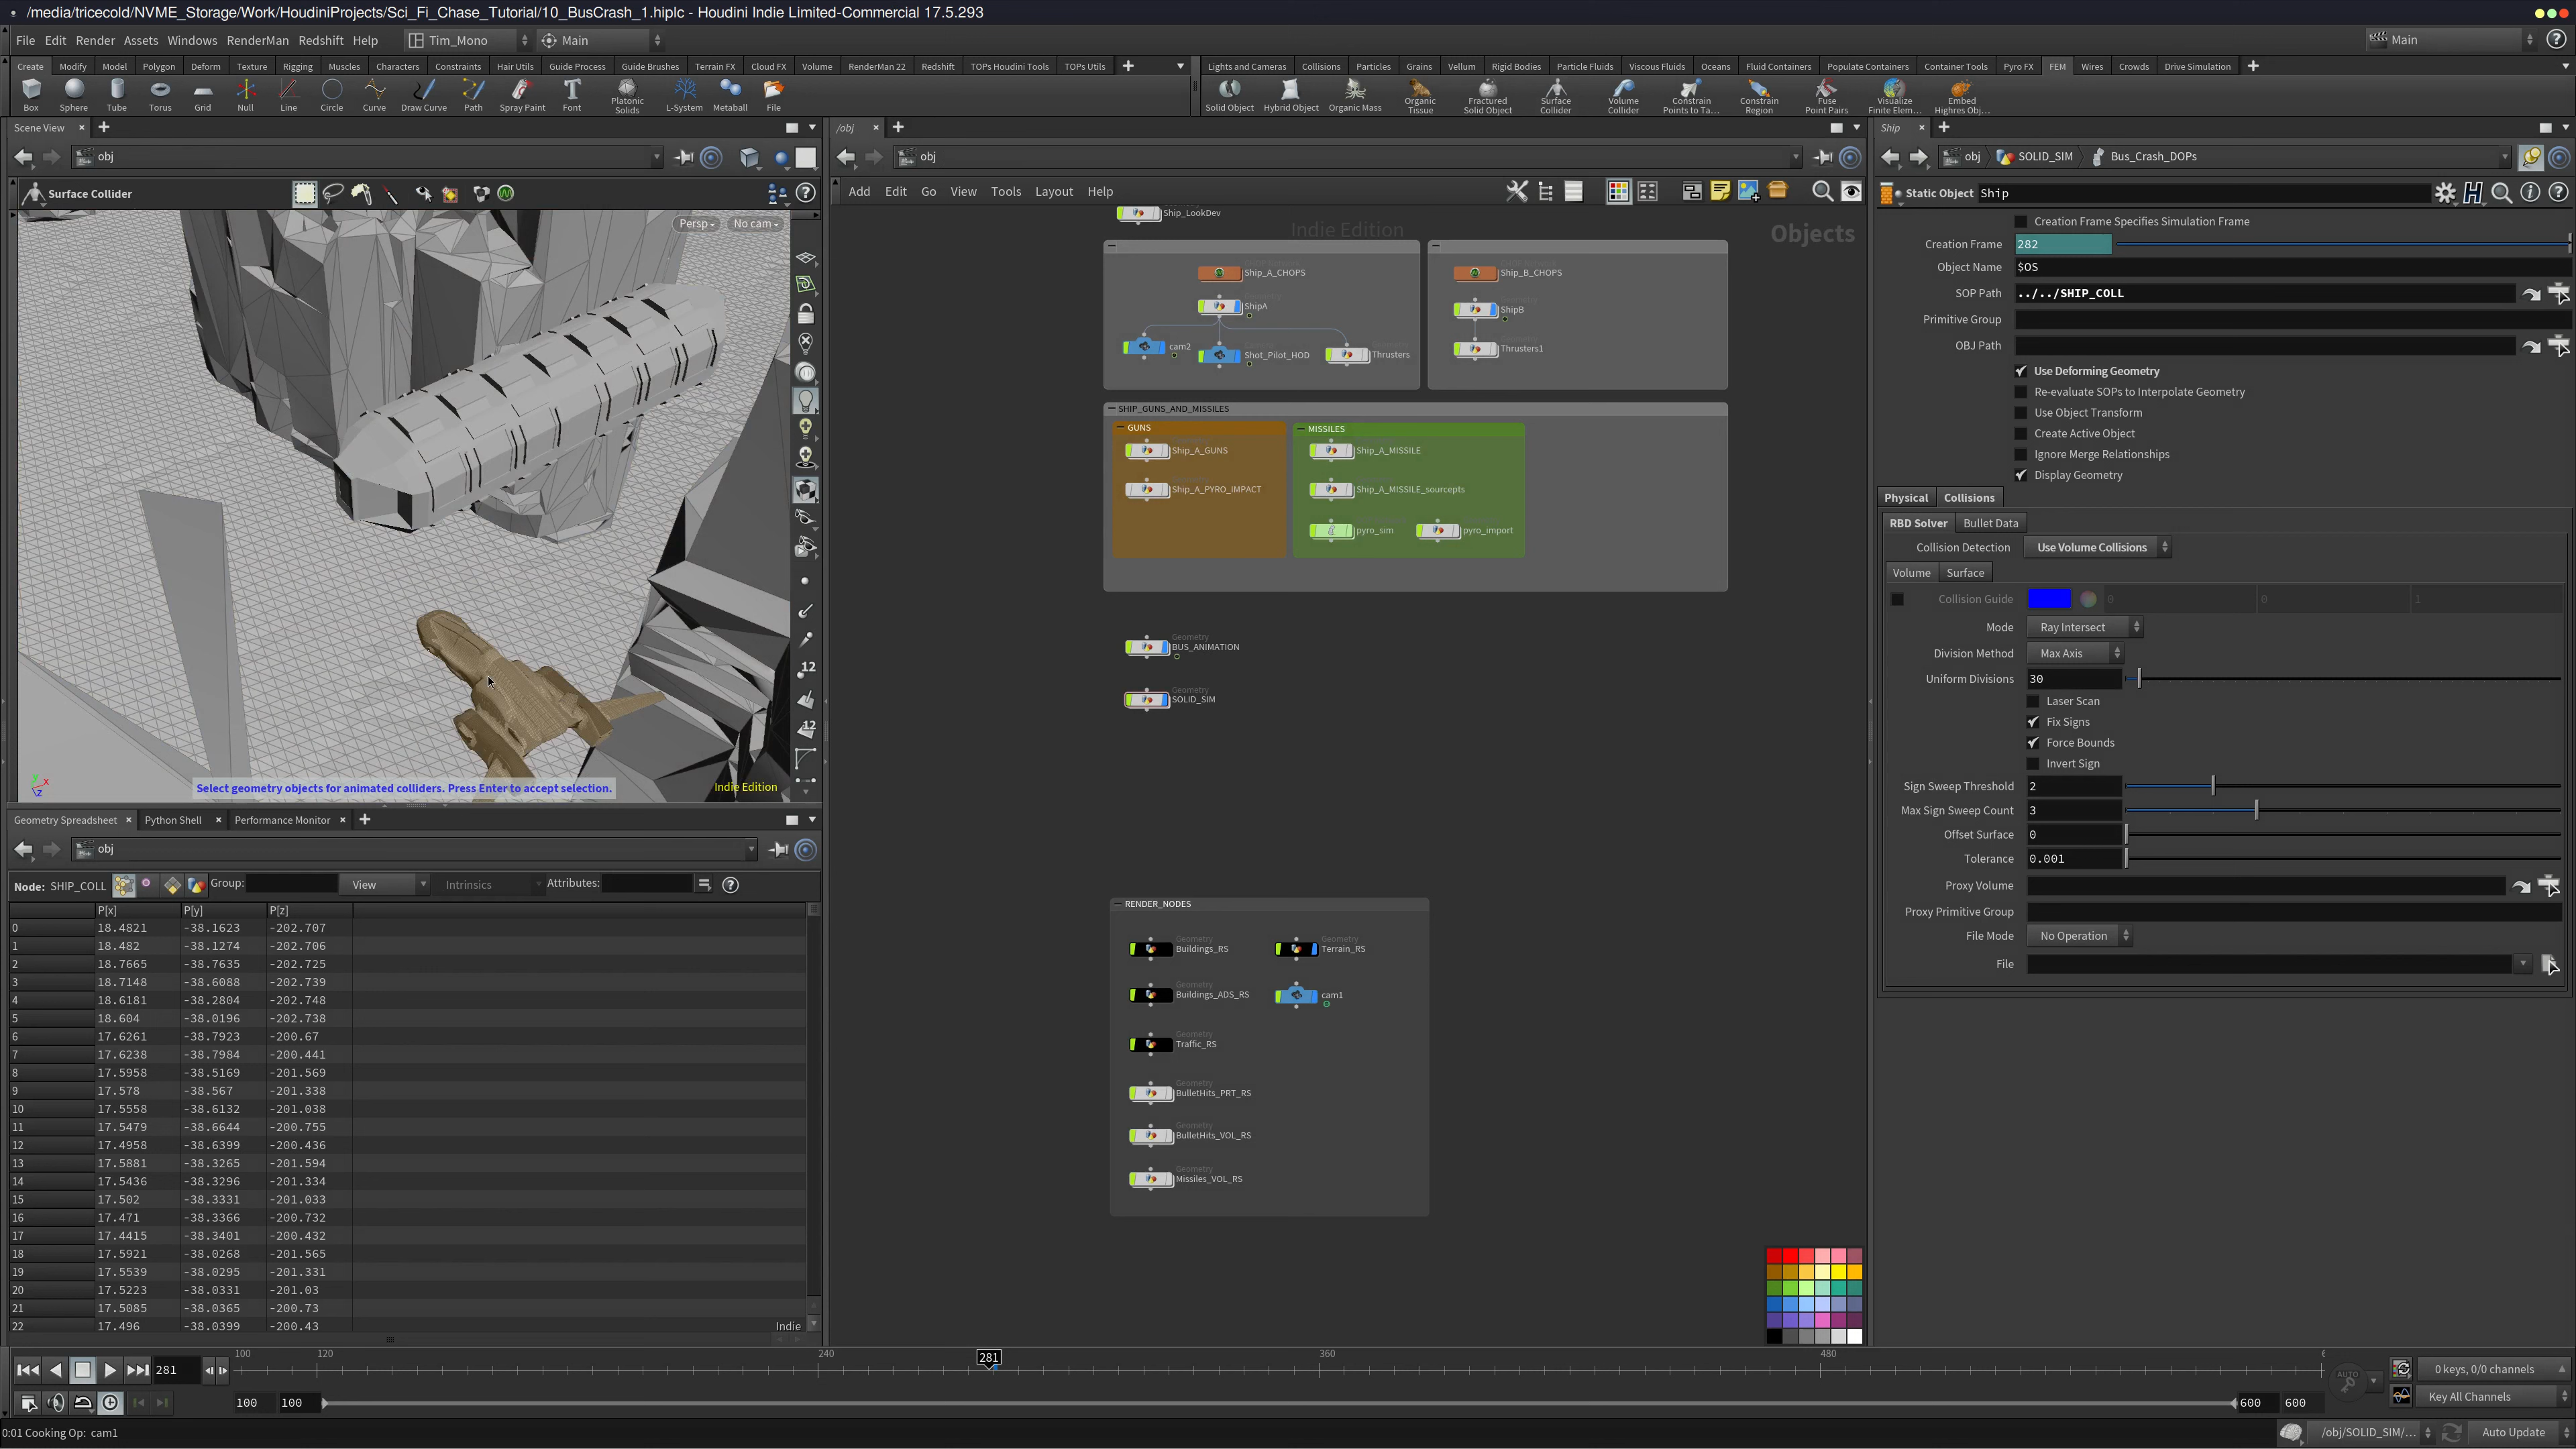 /media/tricecold/NVME_Storage/Work/HoudiniProjects/Sci_Fi_Chase_Tutorial/10_BusCrash_1.hiplc - Houdini Indie Limited-Commercial 17.5.293
File Edit Render Assets Windows RenderMan Redshift Help Tim_Mono Main Main
Create Modify Model Polygon Deform Texture Rigging Muscles Characters Constraints Hair Utils Guide Process Guide Brushes Terrain FX Cloud FX Volume RenderMan 22 Redshift TOPs Houdini Tools TOPs Utils
Lights and Cameras Collisions Particles Grains Vellum Rigid Bodies Particle Fluids Viscous Fluids Oceans Fluid Containers Populate Containers Container Tools Pyro FX FEM Wires Crowds Drive Simulation
Box Sphere Tube Torus Grid Null Line Circle Curve Draw Curve Path Spray Paint Font Platonic Solids L-System Metaball File
Solid Object Hybrid Object Organic Mass Organic Tissue Fractured Solid Object Surface Collider Volume Collider Constrain Points to Ta... Constrain Region Fuse Point Pairs Visualize Finite Elem... Embed Highres Obj...
Scene View
obj
Surface Collider
Persp No cam
12
12
Select geometry objects for animated colliders. Press Enter to accept selection.
Indie Edition
Geometry Spreadsheet Python Shell Performance Monitor
obj
Node: SHIP_COLL Group: View Intrinsics Attributes:
P[x] P[y] P[z]
0 18.4821 -38.1623 -202.707
1 18.482 -38.1274 -202.706
2 18.7665 -38.7635 -202.725
3 18.7148 -38.6088 -202.739
4 18.6181 -38.2804 -202.748
5 18.604 -38.0196 -202.738
6 17.6261 -38.7923 -200.67
7 17.6238 -38.7984 -200.441
8 17.5958 -38.5169 -201.569
9 17.578 -38.567 -201.338
10 17.5558 -38.6132 -201.038
11 17.5479 -38.6644 -200.755
12 17.4958 -38.6399 -200.436
13 17.5881 -38.3265 -201.594
14 17.5436 -38.3296 -201.334
15 17.502 -38.3331 -201.033
16 17.471 -38.3366 -200.732
17 17.4415 -38.3401 -200.432
18 17.5921 -38.0268 -201.565
19 17.5539 -38.0295 -201.331
20 17.5223 -38.0331 -201.03
21 17.5085 -38.0365 -200.73
22 17.496 -38.0399 -200.43
Indie
/obj
obj
Add Edit Go View Tools Layout Help
Ship_LookDev
Indie Edition
Objects
Ship_A_CHOPS
ShipA
cam2
Shot_Pilot_HOD
Thrusters
Ship_B_CHOPS
ShipB
Thrusters1
SHIP_GUNS_AND_MISSILES
GUNS
Ship_A_GUNS
Ship_A_PYRO_IMPACT
MISSILES
Ship_A_MISSILE
Ship_A_MISSILE_sourcepts
pyro_sim
pyro_import
Geometry
BUS_ANIMATION
Geometry
SOLID_SIM
RENDER_NODES
Geometry
Buildings_RS
Geometry
Terrain_RS
Geometry
Buildings_ADS_RS
cam1
Geometry
Traffic_RS
Geometry
BulletHits_PRT_RS
Geometry
BulletHits_VOL_RS
Geometry
Missiles_VOL_RS
Ship
obj SOLID_SIM Bus_Crash_DOPs
Static Object Ship
Creation Frame Specifies Simulation Frame
Creation Frame 282
Object Name $OS
SOP Path ../../SHIP_COLL
Primitive Group
OBJ Path
Use Deforming Geometry
Re-evaluate SOPs to Interpolate Geometry
Use Object Transform
Create Active Object
Ignore Merge Relationships
Display Geometry
Physical Collisions
RBD Solver Bullet Data
Collision Detection Use Volume Collisions
Volume Surface
Collision Guide 0 0 1
Mode Ray Intersect
Division Method Max Axis
Uniform Divisions 30
Laser Scan
Fix Signs
Force Bounds
Invert Sign
Sign Sweep Threshold 2
Max Sign Sweep Count 3
Offset Surface 0
Tolerance 0.001
Proxy Volume
Proxy Primitive Group
File Mode No Operation
File
281 100 120 240 281 360 480
AUTO
0 keys, 0/0 channels
100 100 600 600 Key All Channels
0:01 Cooking Op: cam1 /obj/SOLID_SIM/... Auto Update